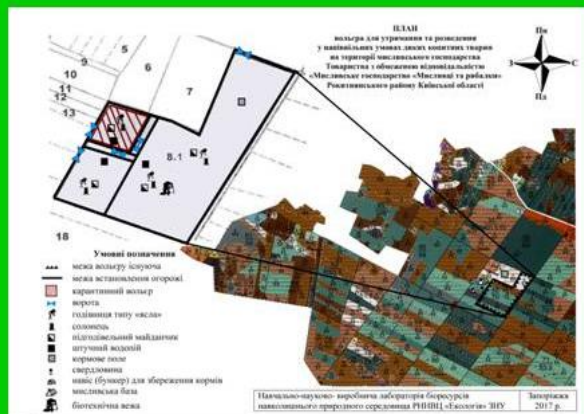 ПЛАН
вольєра для утримання та розведення
у напіввільних умовах диких копитних тварин
на території мисливського господарства
Товариства з обмеженою відповідальністю
«Мисливське господарство «Мисливці та рибалки»
Рокитнянського району Київської області
Пн
З
С
Пд
5
9
6
10
7
11
12
13
8.1
18
Умовні позначення
межа вольєру існуюча
межа встановлення огорожі
карантинний вольєр
ворота
годівниця типу «ясла»
солонець
підгодівельний майданчик
штучний водопій
кормове поле
свердловина
навіс (бункер) для збереження кормів
мисливська база
біотехнічна вежа
Навчально-науково- виробнича лабораторія біоресурсів
навколишнього природного середовища РННВЦ «Екологія» ЗНУ
Запоріжжя
2017 р.